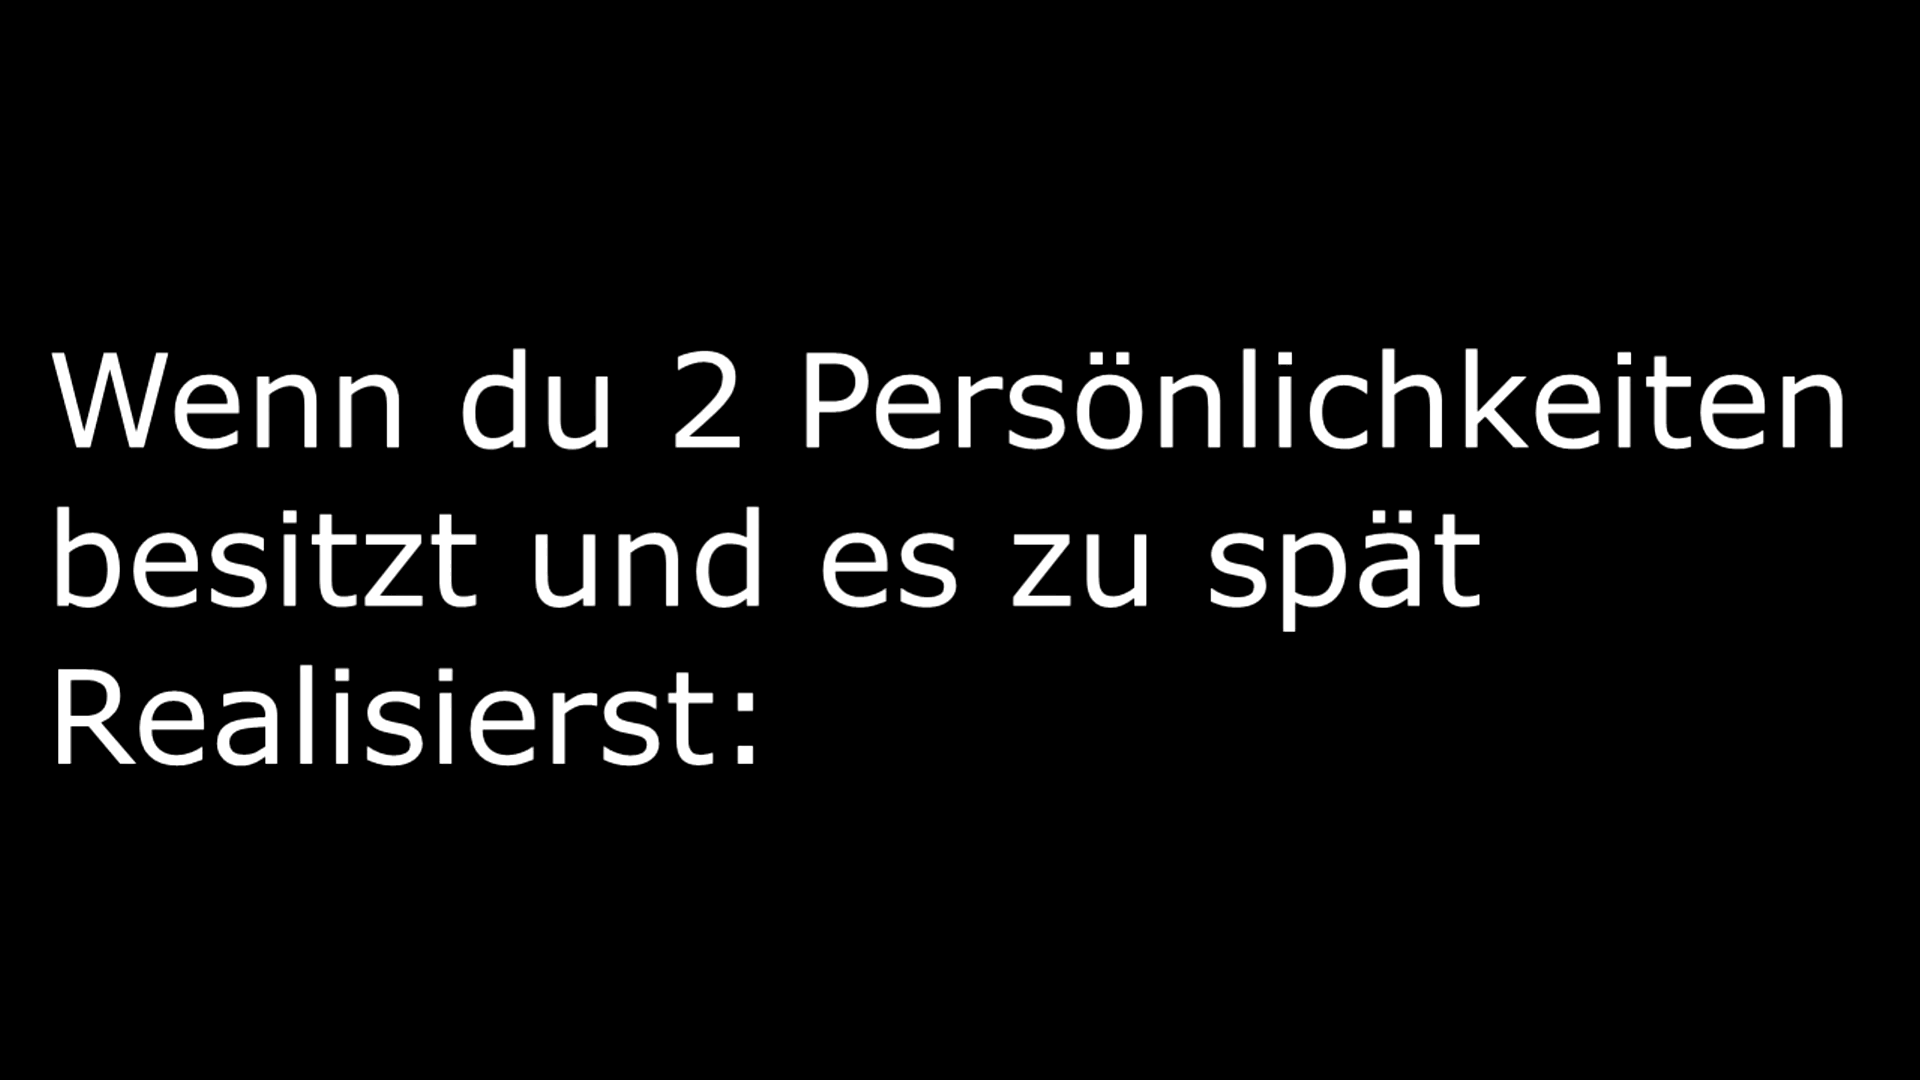 Wenn du 2 Persönlichkeiten
besitzt und es zu spät
Realisierst: